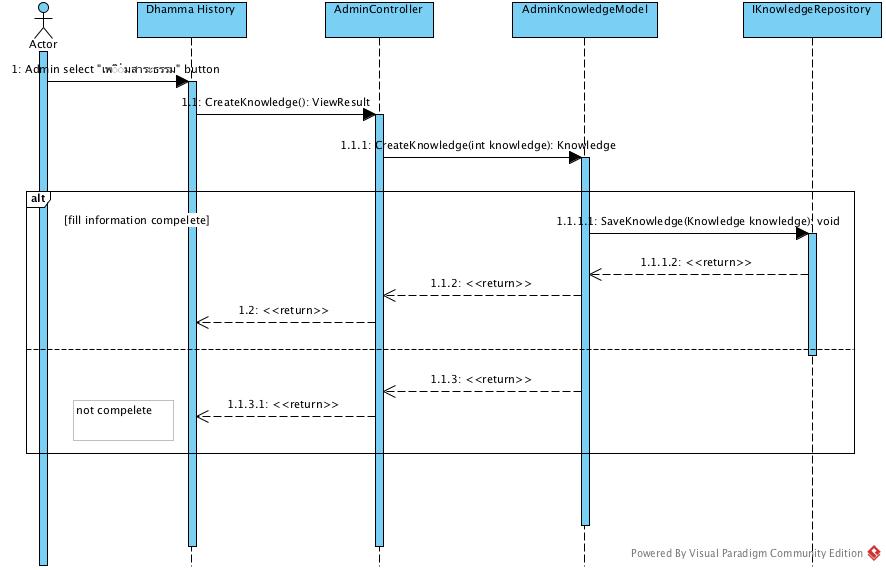 Dhamma History
AdminController
AdminKnowledgeModel
IKnowledgeRepository
Actor
1: Admin select "เพิ่มสาระธรรม" button
1.1: CreateKnowledge(): ViewResult
1.1.1: CreateKnowledge(int knowledge): Knowledge
alt
[fill information compelete]
1.1.1.1: SaveKnowledge(Knowledge knowledge): void
1.1.1.2: <<return>>
1.1.2: <<return>>
1.2: <<return>>
1.1.3: <<return>>
1.1.3.1: <<return>>
not compelete
Powered By Visual Paradigm Community Edition